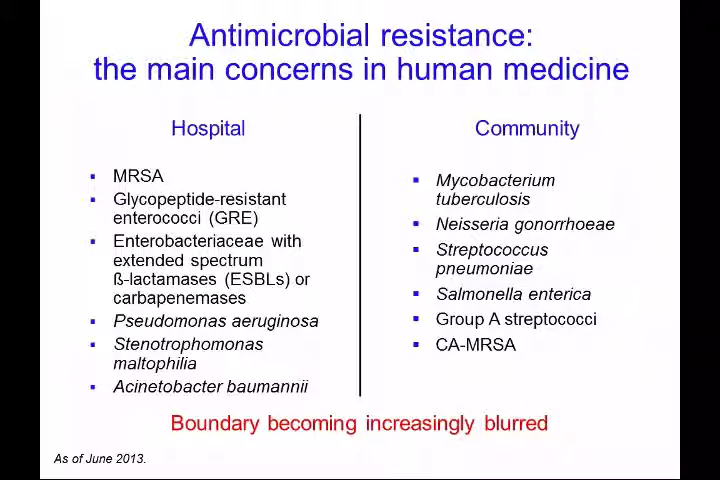 Antimicrobial resistance:
the main concerns in human medicine
Hospital
▪ MRSA
▪ Glycopeptide-resistant
enterococci (GRE)
▪ Enterobacteriaceae with
extended spectrum
ß-lactamases (ESBLs) or
carbapenemases
▪ Pseudomonas aeruginosa
▪ Stenotrophomonas
maltophilia
▪ Acinetobacter baumannii
Community
▪ Mycobacterium
tuberculosis
▪ Neisseria gonorrhoeae
▪ Streptococcus
pneumoniae
▪ Salmonella enterica
▪ Group A streptococci
▪ CA-MRSA
Boundary becoming increasingly blurred
As of June 2013.